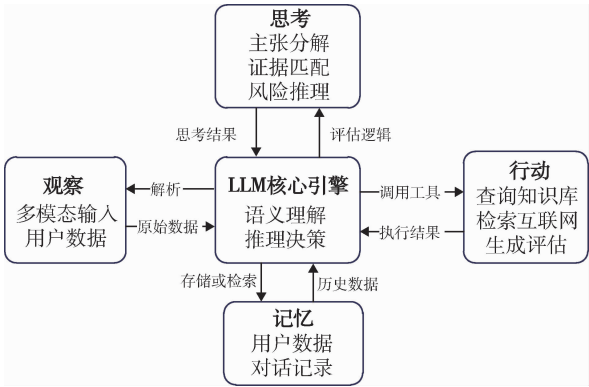 思考
主张分解
证据匹配
风险推理
思考结果
评估逻辑
观察
多模态输入
用户数据
解析
原始数据
LLM核心引擎
语义理解
推理决策
调用工具
执行结果
行动
查询知识库
检索互联网
生成评估
存储或检索
历史数据
记忆
用户数据
对话记录